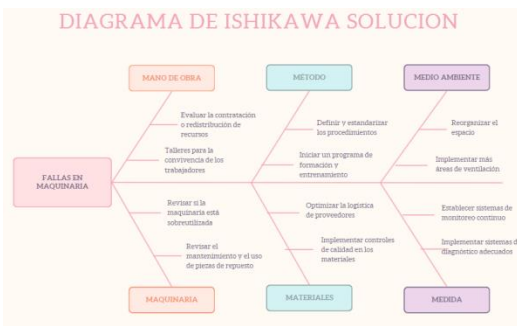 DIAGRAMA DE ISHIKAWA SOLUCION
MANO DE OBRA
MÉTODO
MEDIO AMBIENTE
Evaluar la contratación
o redistribución de
recursos
Talleres para la
convivencia de los
trabajadores
Definir y estandarizar
los procedimientos
Iniciar un programa de
formación y
entrenamiento
Reorganizar el
espacio
Implementar más
áreas de ventilación
FALLAS EN
MAQUINARIA
Revisar si la
maquinaria está
sobreutilizada
Revisar el
mantenimiento y el uso
de piezas de repuesto
Optimizar la logística
de proveedores
Implementar controles
de calidad en los
materiales
Establecer sistemas de
monitoreo continuo
Implementar sistemas d
diagnóstico adecuados
MAQUINARIA
MATERIALES
MEDIDA